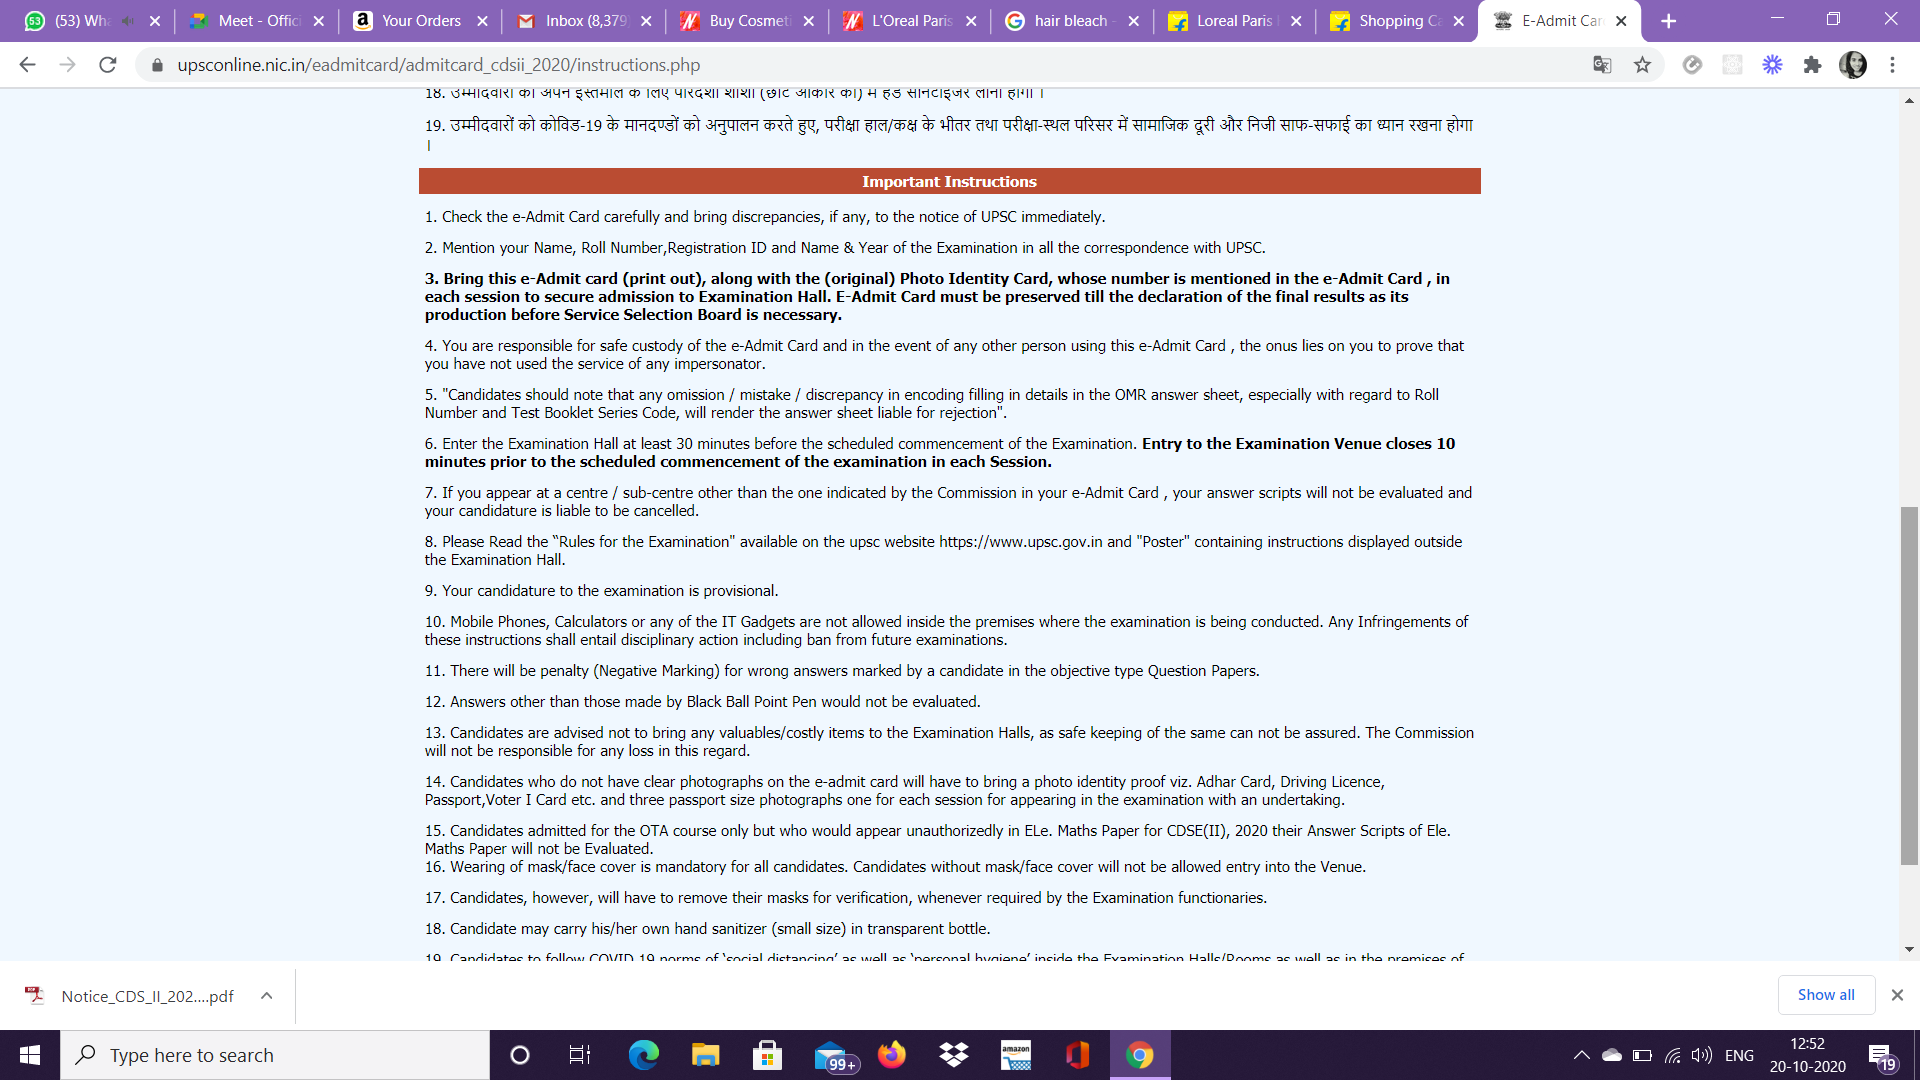 (53) Wha
Meet - Offici
Your Orders
Inbox (8,379
Buy Cosmeti
L'Oreal Paris
hair bleach -
Loreal Paris
Shopping Ca
E-Admit Car
upsconline.nic.in/eadmitcard/admitcard_cdsii_2020/instructions.php
18. उम्मीदवारों को अपने इस्तेमाल के लिए पारदर्शी शीशी (छोटे आकार की) में हैंड सैनिटाइजर लाना होगा ।
19. उम्मीदवारों को कोविड-19 के मानदण्डों को अनुपालन करते हुए, परीक्षा हाल/कक्ष के भीतर तथा परीक्षा-स्थल परिसर में सामाजिक दूरी और निजी साफ-सफाई का ध्यान रखना होगा
।
Important Instructions
1. Check the e-Admit Card carefully and bring discrepancies, if any, to the notice of UPSC immediately.
2. Mention your Name, Roll Number,Registration ID and Name & Year of the Examination in all the correspondence with UPSC.
3. Bring this e-Admit card (print out), along with the (original) Photo Identity Card, whose number is mentioned in the e-Admit Card , in
each session to secure admission to Examination Hall. E-Admit Card must be preserved till the declaration of the final results as its
production before Service Selection Board is necessary.
4. You are responsible for safe custody of the e-Admit Card and in the event of any other person using this e-Admit Card , the onus lies on you to prove that
you have not used the service of any impersonator.
5. "Candidates should note that any omission / mistake / discrepancy in encoding filling in details in the OMR answer sheet, especially with regard to Roll
Number and Test Booklet Series Code, will render the answer sheet liable for rejection".
6. Enter the Examination Hall at least 30 minutes before the scheduled commencement of the Examination. Entry to the Examination Venue closes 10
minutes prior to the scheduled commencement of the examination in each Session.
7. If you appear at a centre / sub-centre other than the one indicated by the Commission in your e-Admit Card , your answer scripts will not be evaluated and
your candidature is liable to be cancelled.
8. Please Read the “Rules for the Examination" available on the upsc website https://www.upsc.gov.in and "Poster" containing instructions displayed outside
the Examination Hall.
9. Your candidature to the examination is provisional.
10. Mobile Phones, Calculators or any of the IT Gadgets are not allowed inside the premises where the examination is being conducted. Any Infringements of
these instructions shall entail disciplinary action including ban from future examinations.
11. There will be penalty (Negative Marking) for wrong answers marked by a candidate in the objective type Question Papers.
12. Answers other than those made by Black Ball Point Pen would not be evaluated.
13. Candidates are advised not to bring any valuables/costly items to the Examination Halls, as safe keeping of the same can not be assured. The Commission
will not be responsible for any loss in this regard.
14. Candidates who do not have clear photographs on the e-admit card will have to bring a photo identity proof viz. Adhar Card, Driving Licence,
Passport,Voter I Card etc. and three passport size photographs one for each session for appearing in the examination with an undertaking.
15. Candidates admitted for the OTA course only but who would appear unauthorizedly in ELe. Maths Paper for CDSE(II), 2020 their Answer Scripts of Ele.
Maths Paper will not be Evaluated.
16. Wearing of mask/face cover is mandatory for all candidates. Candidates without mask/face cover will not be allowed entry into the Venue.
17. Candidates, however, will have to remove their masks for verification, whenever required by the Examination functionaries.
18. Candidate may carry his/her own hand sanitizer (small size) in transparent bottle.
19. Candidates to follow COVID 19 norms of ‘social distancing’ as well as ‘personal hygiene’ inside the Examination Halls/Rooms as well as in the premises of
Notice_CDS_II_202....pdf
Show all
Type here to search
99+
amazon
ENG
12:52
20-10-2020
19